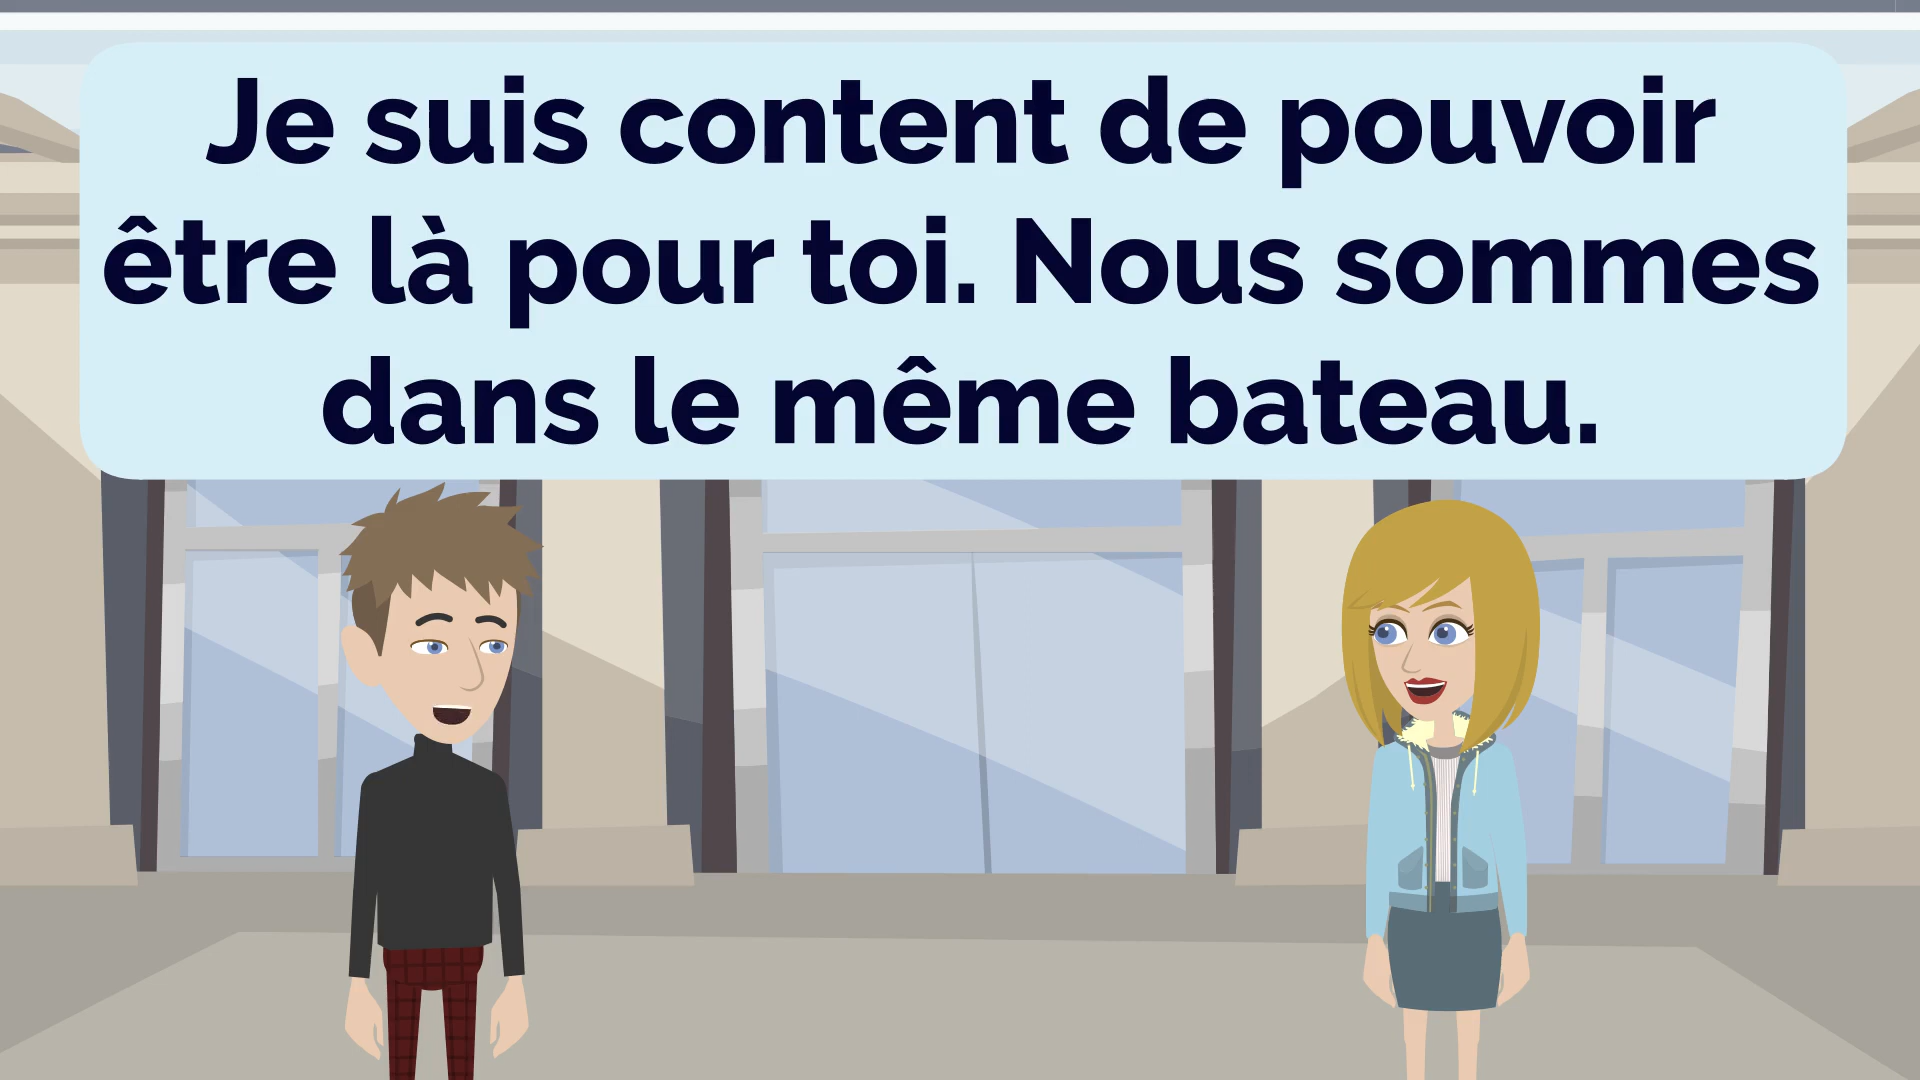 Je suis content de pouvoir
être là pour toi. Nous sommes
dans le même bateau.